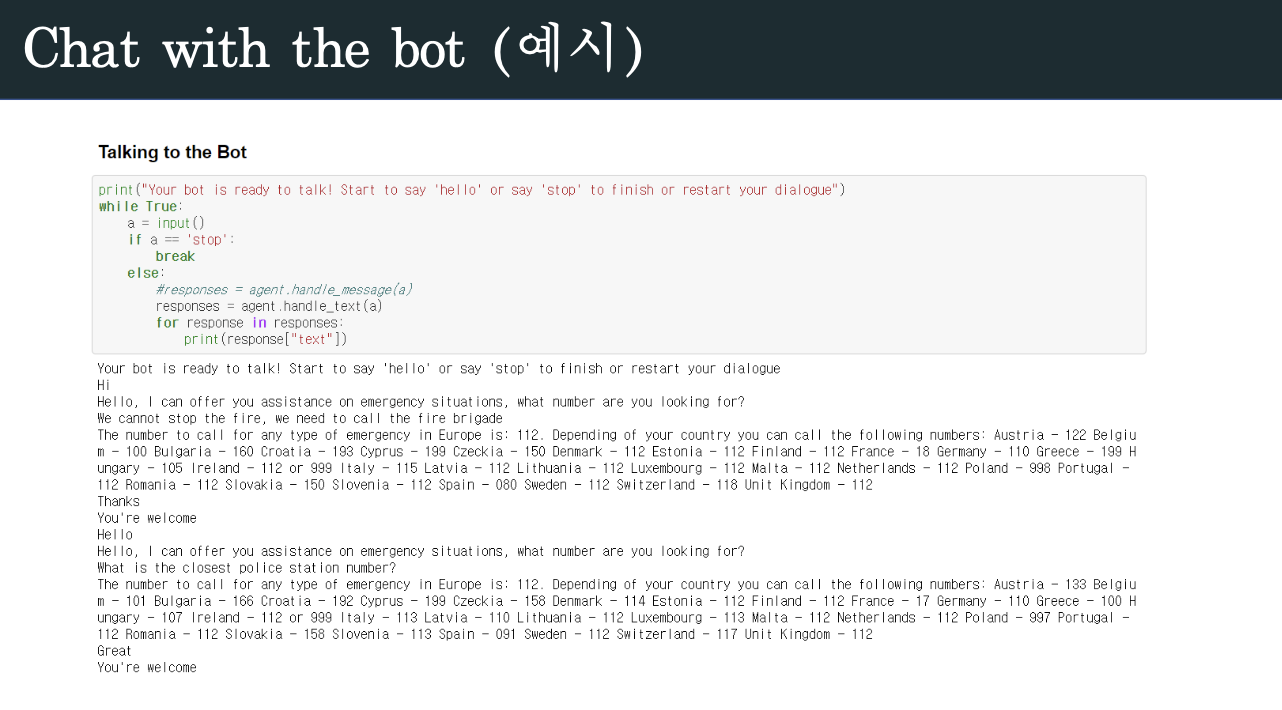 Chat with the bot (예시)
Talking to the Bot
print("Your bot is ready to talk! Start to say 'hello' or say 'stop' to finish or restart your dialogue")
while True:
    a = input()
    if a == 'stop':
        break
    else:
        #responses = agent.handle_message(a)
        responses = agent.handle_text(a)
        for response in responses:
            print(response["text"])
Your bot is ready to talk! Start to say 'hello' or say 'stop' to finish or restart your dialogue
Hi
Hello, I can offer you assistance on emergency situations, what number are you looking for?
We cannot stop the fire, we need to call the fire brigade
The number to call for any type of emergency in Europe is: 112. Depending of your country you can call the following numbers: Austria - 122 Belgiu
m - 100 Bulgaria - 160 Croatia - 193 Cyprus - 199 Czeckia - 150 Denmark - 112 Estonia - 112 Finland - 112 France - 18 Germany - 110 Greece - 199 H
ungary - 105 Ireland - 112 or 999 Italy - 115 Latvia - 112 Lithuania - 112 Luxembourg - 112 Malta - 112 Netherlands - 112 Poland - 998 Portugal -
112 Romania - 112 Slovakia - 150 Slovenia - 112 Spain - 080 Sweden - 112 Switzerland - 118 Unit Kingdom - 112
Thanks
You're welcome
Hello
Hello, I can offer you assistance on emergency situations, what number are you looking for?
What is the closest police station number?
The number to call for any type of emergency in Europe is: 112. Depending of your country you can call the following numbers: Austria - 133 Belgiu
m - 101 Bulgaria - 166 Croatia - 192 Cyprus - 199 Czeckia - 158 Denmark - 114 Estonia - 112 Finland - 112 France - 17 Germany - 110 Greece - 100 H
ungary - 107 Ireland - 112 or 999 Italy - 113 Latvia - 110 Lithuania - 112 Luxembourg - 113 Malta - 112 Netherlands - 112 Poland - 997 Portugal -
112 Romania - 112 Slovakia - 158 Slovenia - 113 Spain - 091 Sweden - 112 Switzerland - 117 Unit Kingdom - 112
Great
You're welcome